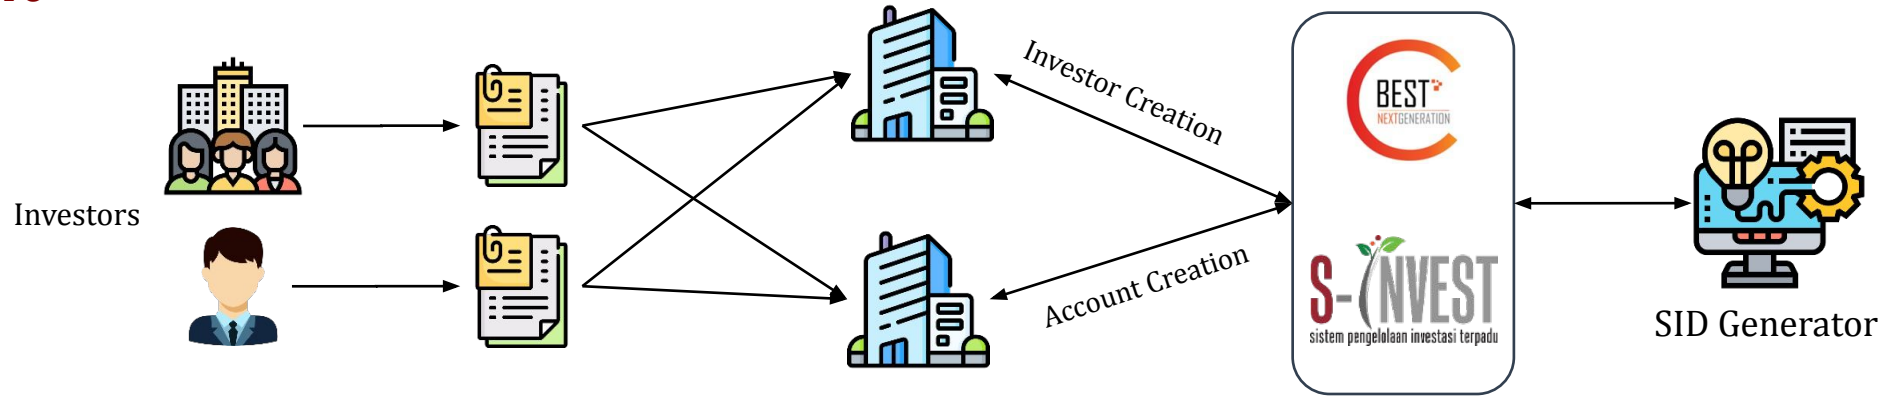 Investors
Investor Creation
Account Creation
BEST
NEXTGENERATION
S-INVEST
sistem pengelolaan investasi terpadu
SID Generator